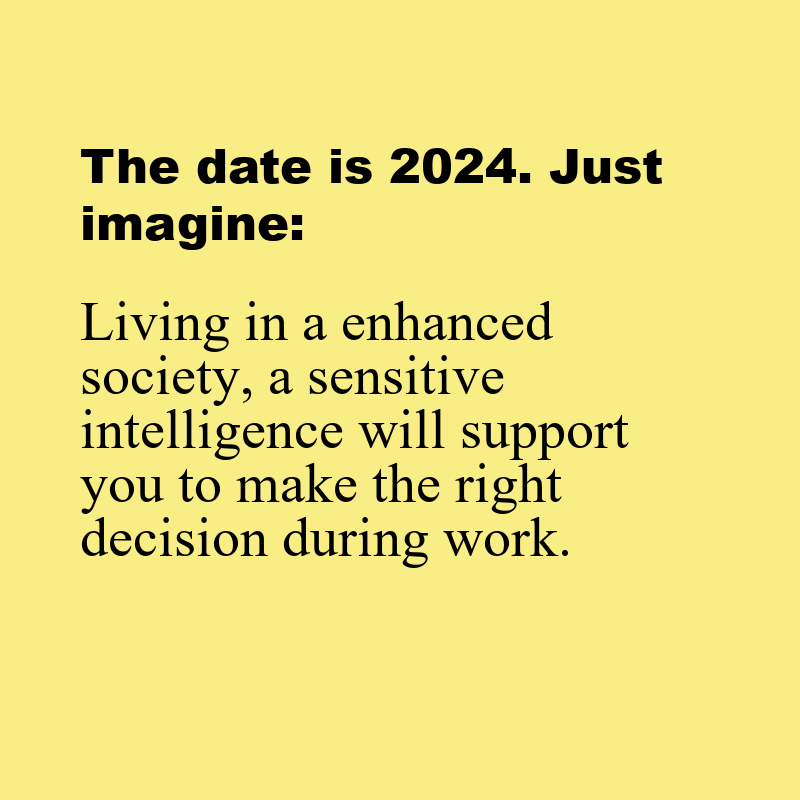 The date is 2024. Just
imagine:
Living in a enhanced
society, a sensitive
intelligence will support
you to make the right
decision during work.